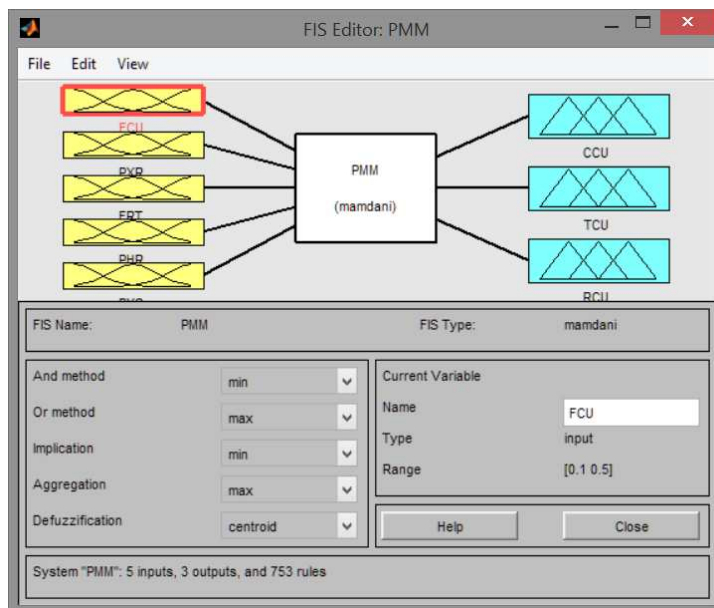 FIS Editor: PMM
File Edit View
FCU
PXR
FRT
PHR
PMM
(mamdani)
CCU
TCU
RCU
FIS Name: PMM FIS Type: mamdani
And method min
Or method max
Implication min
Aggregation max
Defuzzification centroid
Current Variable
Name FCU
Type input
Range [0.1 0.5]
Help Close
System "PMM": 5 inputs, 3 outputs, and 753 rules